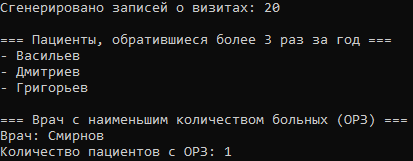 Сгенерировано записей о визитах: 20
=== Пациенты, обратившиеся более 3 раз за год ===
- Васильев
- Дмитриев
- Григорьев
=== Врач с наименьшим количеством больных (ОРЗ) ===
Врач: Смирнов
Количество пациентов с ОРЗ: 1